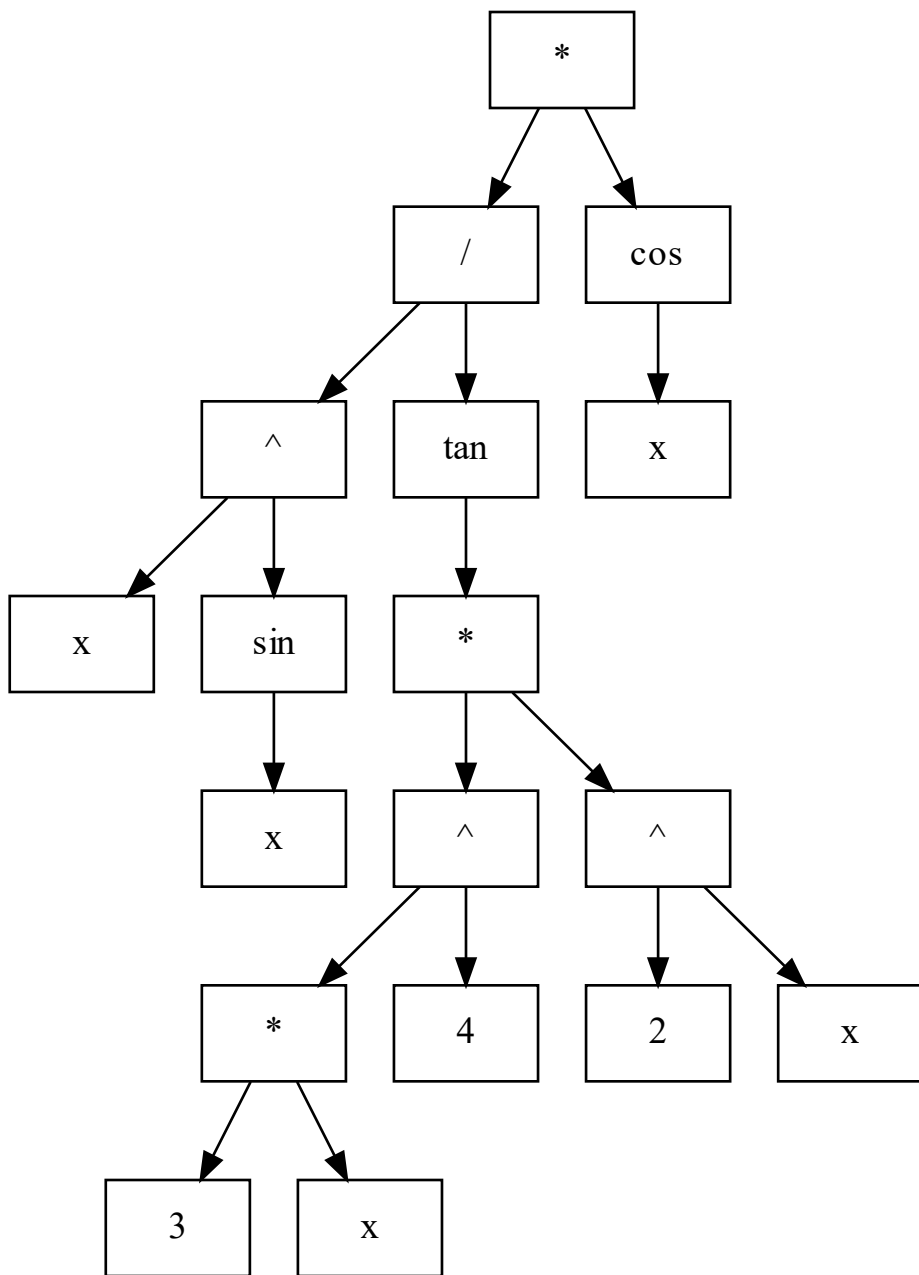 *
/ cos
^ tan x
x sin *
x ^ ^
* 4 2 x
3 x